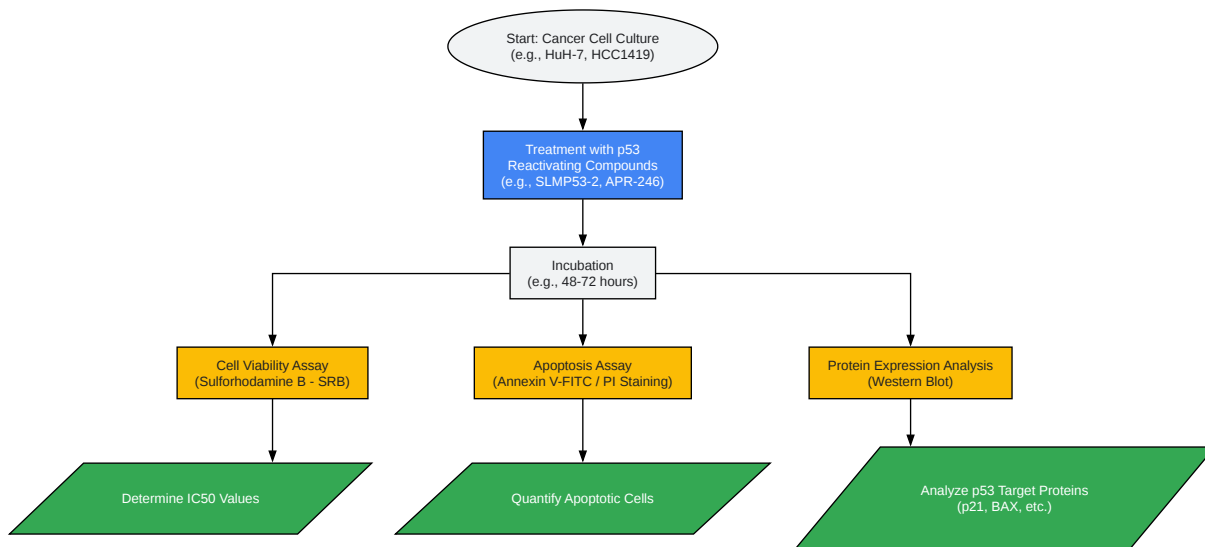 Start: Cancer Cell Culture
(e.g., HuH-7, HCC1419)
Treatment with p53
Reactivating Compounds
(e.g., SLMP53-2, APR-246)
Incubation
(e.g., 48-72 hours)
Cell Viability Assay
(Sulforhodamine B - SRB)
Apoptosis Assay
(Annexin V-FITC / PI Staining)
Protein Expression Analysis
(Western Blot)
Determine IC50 Values
Quantify Apoptotic Cells
Analyze p53 Target Proteins
(p21, BAX, etc.)